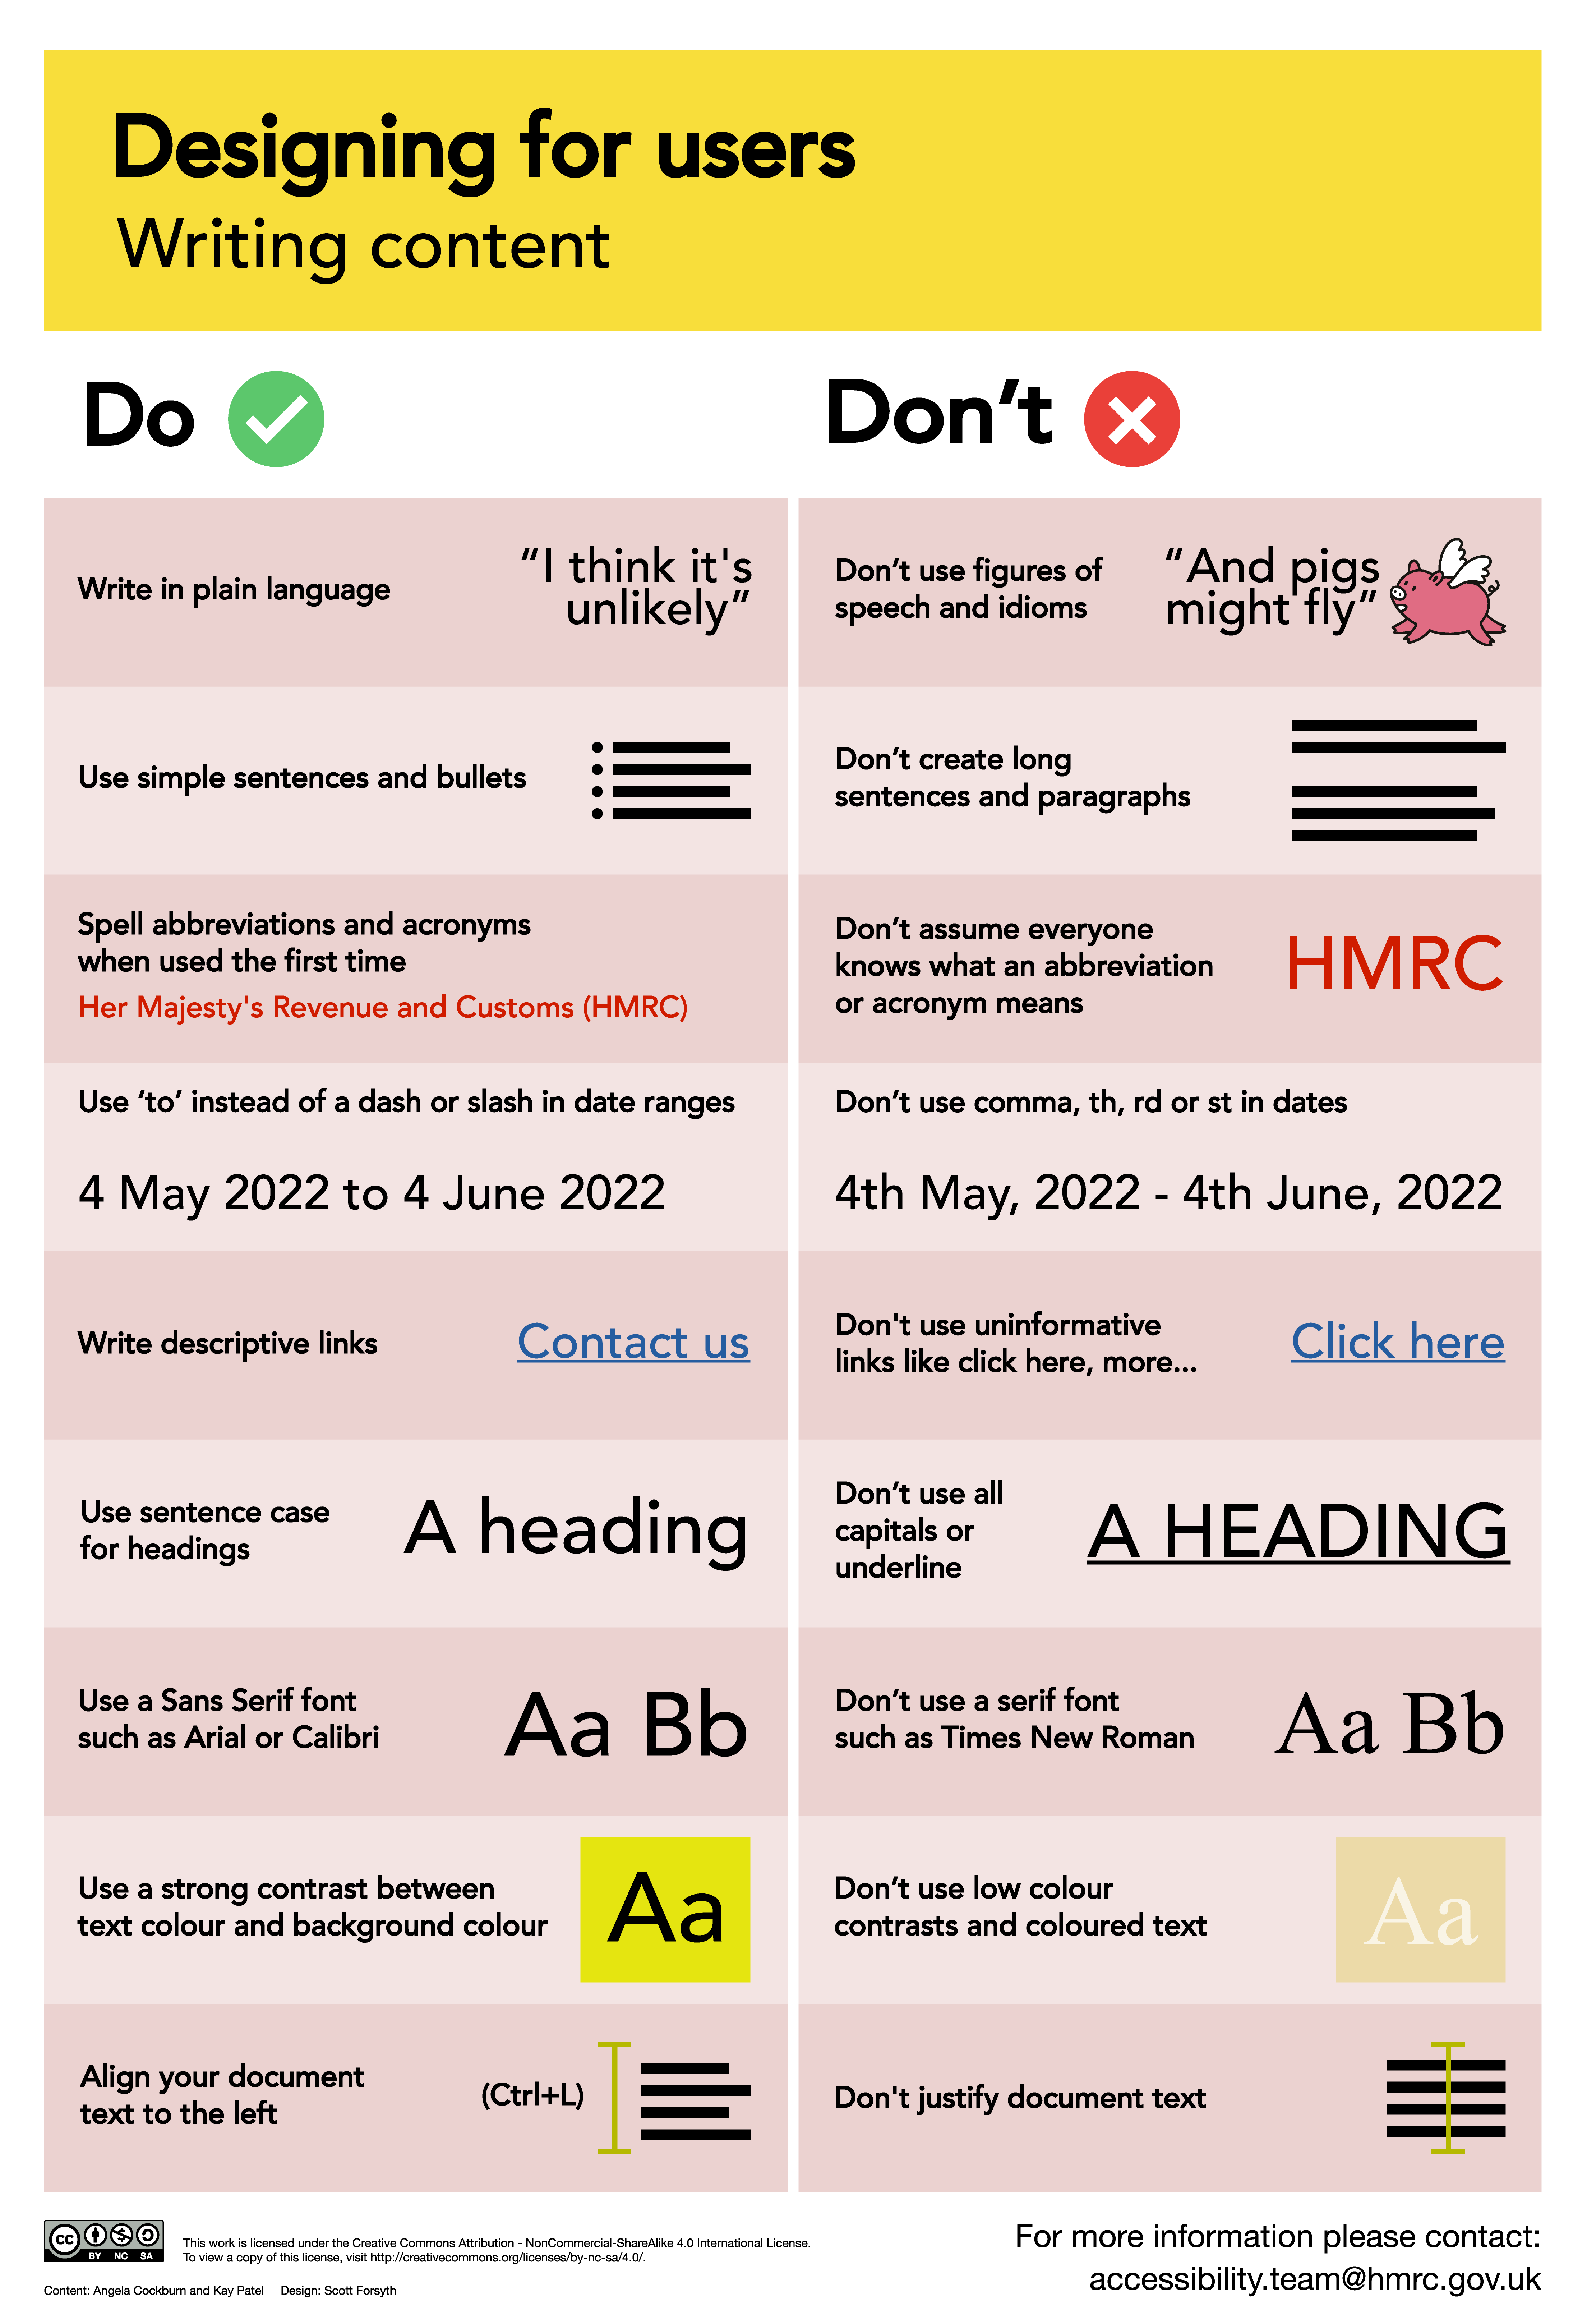 Designing for users
Writing content
Do
Don’t
Write in plain language
“I think it's
unlikely”
Don’t use figures of
speech and idioms
“And pigs
might fly”
Use simple sentences and bullets
Don’t create long
sentences and paragraphs
Spell abbreviations and acronyms
when used the first time
Her Majesty's Revenue and Customs (HMRC)
Don’t assume everyone
knows what an abbreviation
or acronym means
HMRC
Use ‘to’ instead of a dash or slash in date ranges
4 May 2022 to 4 June 2022
Don’t use comma, th, rd or st in dates
4th May, 2022 - 4th June, 2022
Write descriptive links
Contact us
Don't use uninformative
links like click here, more...
Click here
Use sentence case
for headings
A heading
Don’t use all
capitals or
underline
A HEADING
Use a Sans Serif font
such as Arial or Calibri
Aa Bb
Don’t use a serif font
such as Times New Roman
Aa Bb
Use a strong contrast between
text colour and background colour
Aa
Don’t use low colour
contrasts and coloured text
Aa
Align your document
text to the left
(Ctrl+L)
Don't justify document text
cc
BY NC SA
This work is licensed under the Creative Commons Attribution - NonCommercial-ShareAlike 4.0 International License.
To view a copy of this license, visit http://creativecommons.org/licenses/by-nc-sa/4.0/.
Content: Angela Cockburn and Kay Patel Design: Scott Forsyth
For more information please contact:
accessibility.team@hmrc.gov.uk